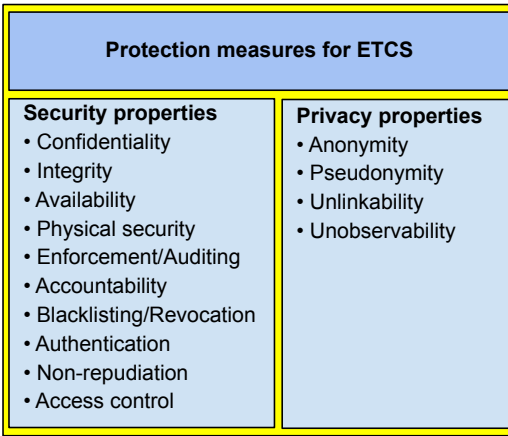 Protection measures for ETCS
Security properties
• Confidentiality
• Integrity
• Availability
• Physical security
• Enforcement/Auditing
• Accountability
• Blacklisting/Revocation
• Authentication
• Non-repudiation
• Access control
Privacy properties
• Anonymity
• Pseudonymity
• Unlinkability
• Unobservability